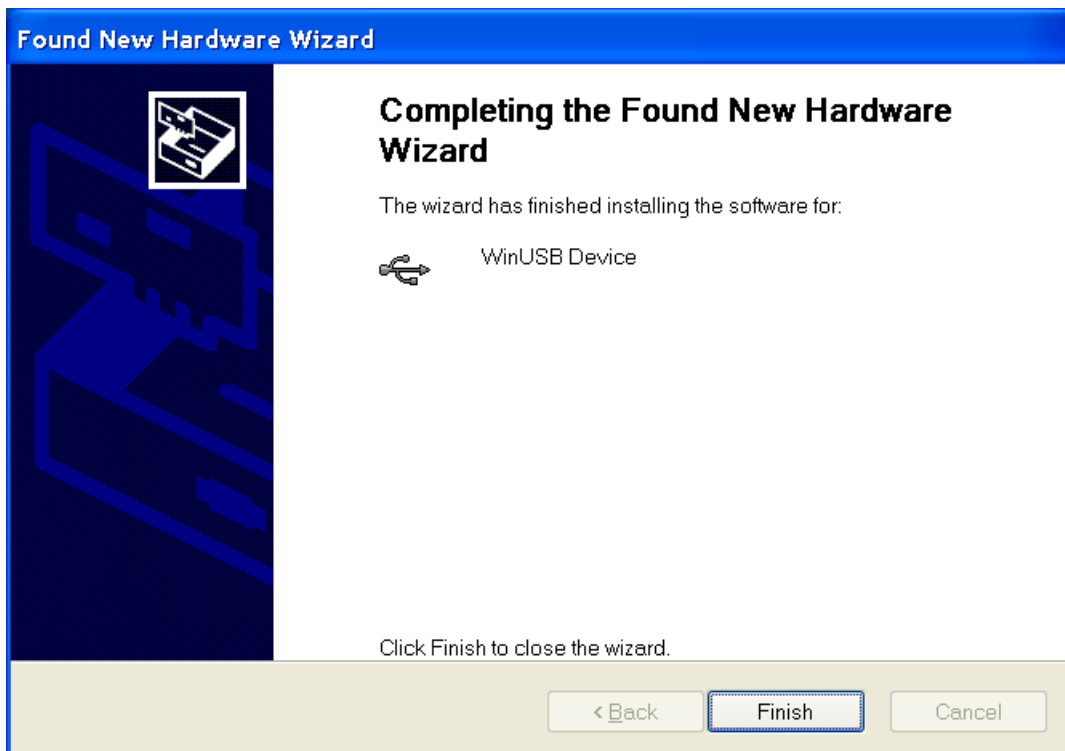 Found New Hardware Wizard
Completing the Found New Hardware
Wizard
The wizard has finished installing the software for:
WinUSB Device
Click Finish to close the wizard.
< Back
Finish
Cancel